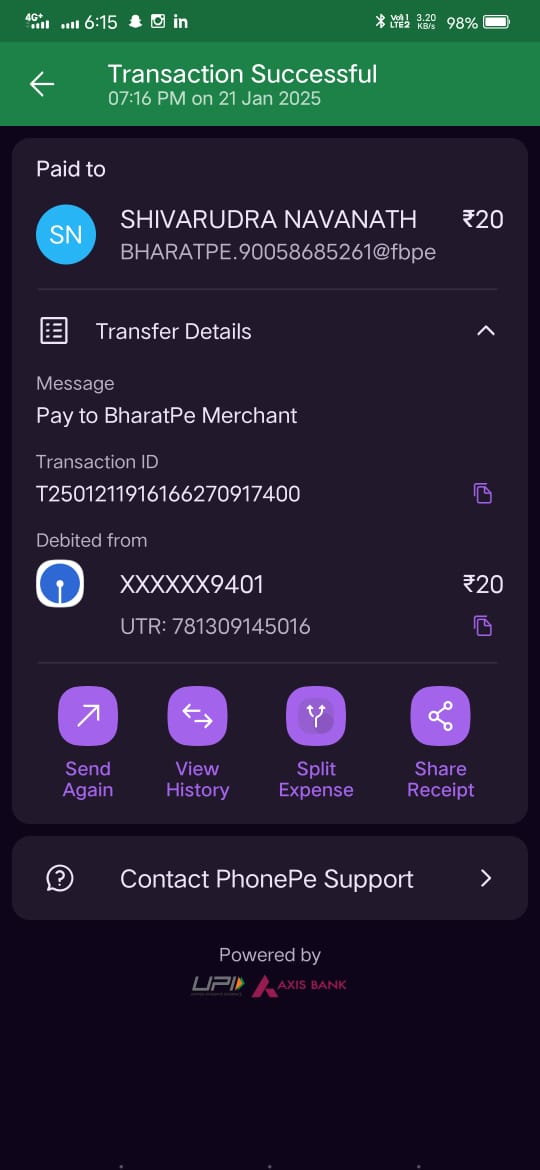 4G+ 6:15 in Vo)) 1 LTE2 3.20 KB/s 98%
Transaction Successful
07:16 PM on 21 Jan 2025
Paid to
SN SHIVARUDRA NAVANATH ₹20
BHARATPE.90058685261@fbpe
Transfer Details
Message
Pay to BharatPe Merchant
Transaction ID
T2501211916166270917400
Debited from
XXXXXX9401 ₹20
UTR: 781309145016
Send Again
View History
Split Expense
Share Receipt
Contact PhonePe Support
Powered by
UPI AXIS BANK